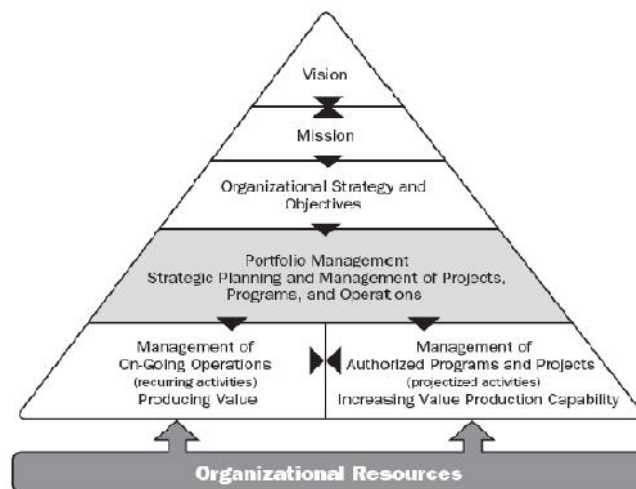 Vision
Mission
Organizational Strategy and
Objectives
Portfolio Management
Strategic Planning and Management of Projects,
Programs, and Operations
Management of
On-Going Operations
(recurring activities)
Producing Value
Management of
Authorized Programs and Projects
(projectized activities)
Increasing Value Production Capability
Organizational Resources